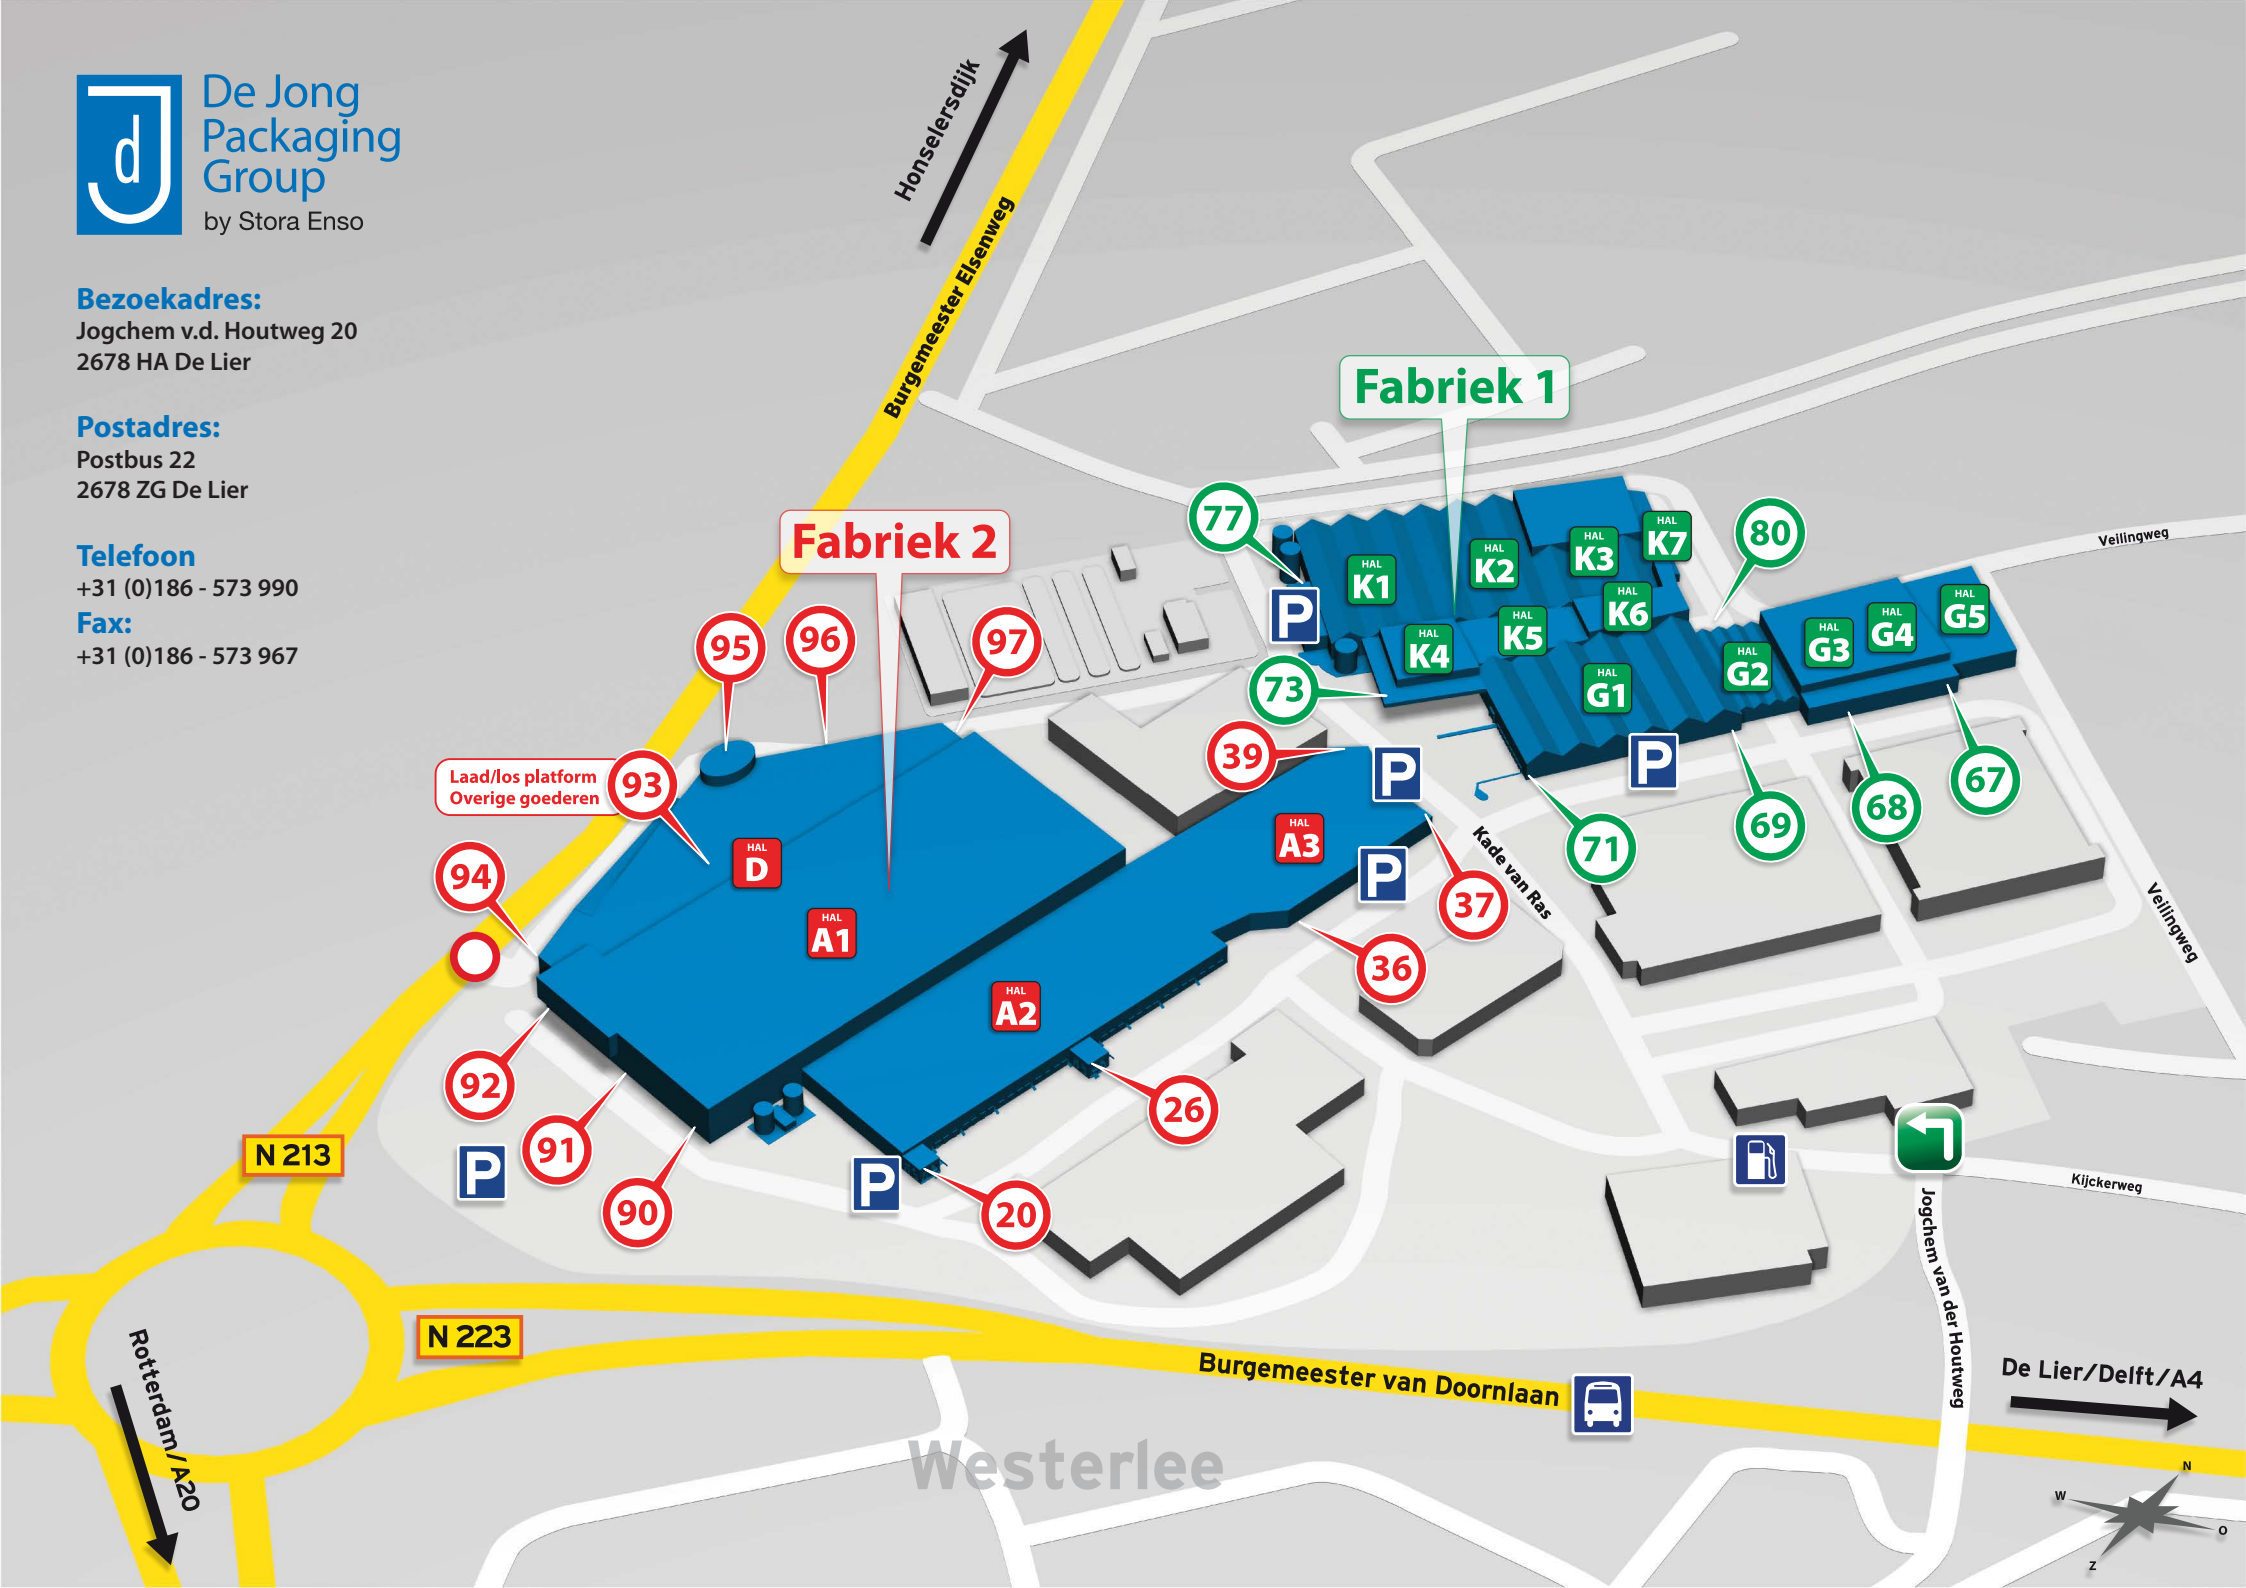 d
De Jong
Packaging
Group
by Stora Enso
Bezoekadres:
Jogchem v.d. Houtweg 20
2678 HA De Lier
Postadres:
Postbus 22
2678 ZG De Lier
Telefoon
+31 (0)186 - 573 990
Fax:
+31 (0)186 - 573 967
Honselersdijk
Burgemeester Elsenweg
Fabriek 1
Fabriek 2
77
80
HAL
K1
HAL
K2
HAL
K3
HAL
K7
HAL
K4
HAL
K5
HAL
K6
HAL
G1
HAL
G2
HAL
G3
HAL
G4
HAL
G5
P
Veilingweg
95
96
97
73
39
P
P
67
68
69
71
Laad/los platform
Overige goederen
93
94
HAL
D
HAL
A1
HAL
A2
HAL
A3
P
37
36
Kade van Ras
Veilingweg
92
91
90
26
20
P
P
N 213
N 223
Kijckerweg
Jogchem van der Houtweg
Rotterdam/A20
Burgemeester van Doornlaan
De Lier/Delft/A4
Westerlee
N
W
O
Z